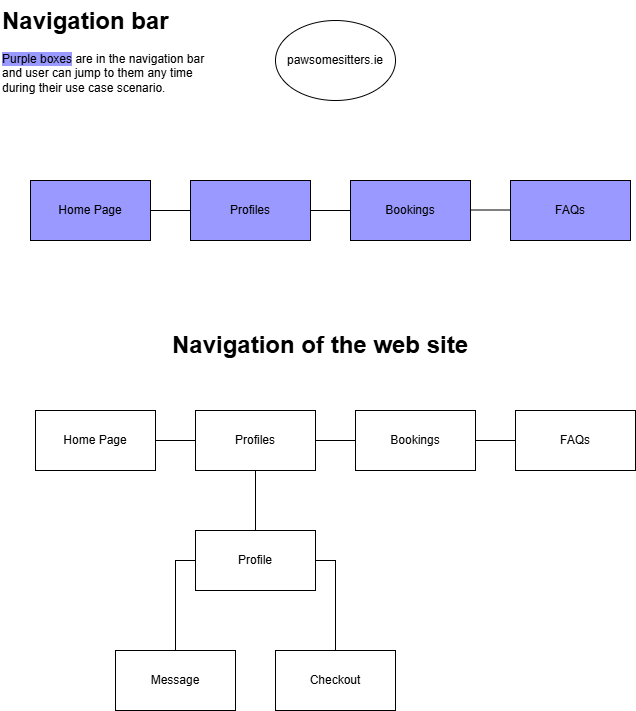 Navigation bar
Purple boxes are in the navigation bar
and user can jump to them any time
during their use case scenario.
pawsomesitters.ie
Home Page
Profiles
Bookings
FAQs
Navigation of the web site
Home Page
Profiles
Bookings
FAQs
Profile
Message
Checkout